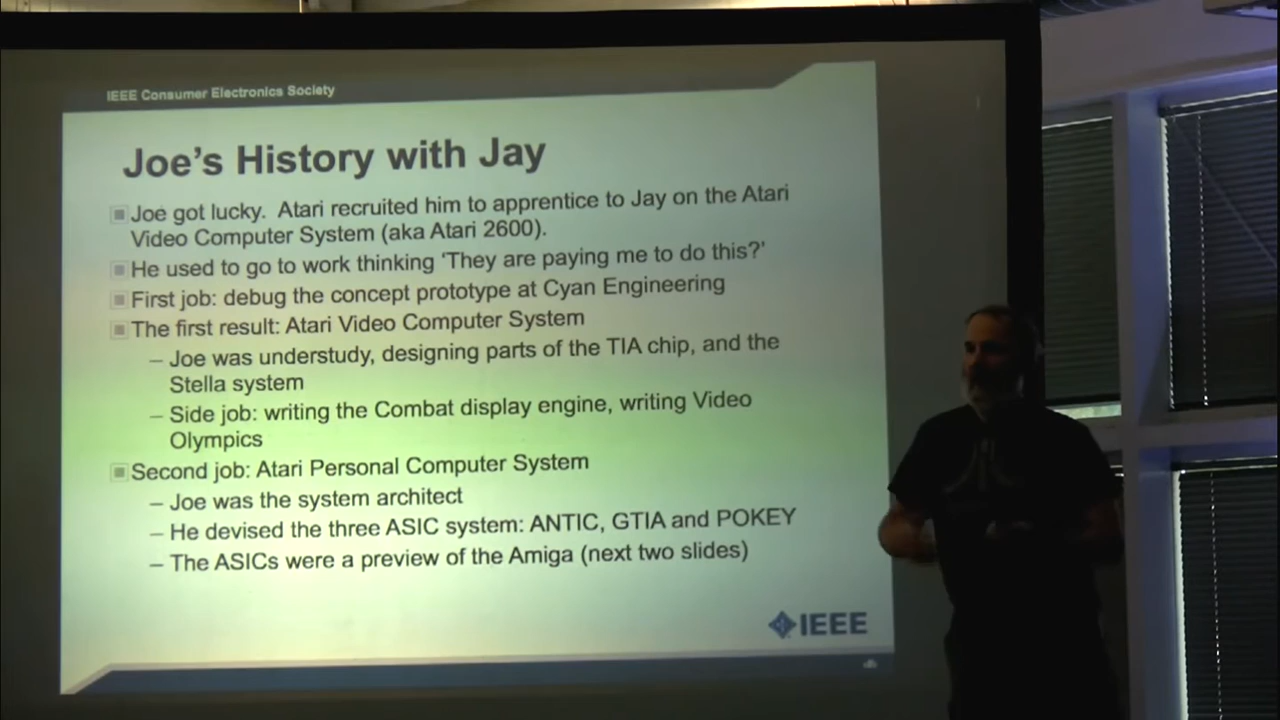 IEEE Consumer Electronics Society
Joe's History with Jay
Joe got lucky. Atari recruited him to apprentice to Jay on the Atari
Video Computer System (aka Atari 2600).
He used to go to work thinking 'They are paying me to do this?'
First job: debug the concept prototype at Cyan Engineering
The first result: Atari Video Computer System
– Joe was understudy, designing parts of the TIA chip, and the
Stella system
– Side job: writing the Combat display engine, writing Video
Olympics
Second job: Atari Personal Computer System
– Joe was the system architect
– He devised the three ASIC system: ANTIC, GTIA and POKEY
– The ASICs were a preview of the Amiga (next two slides)
IEEE